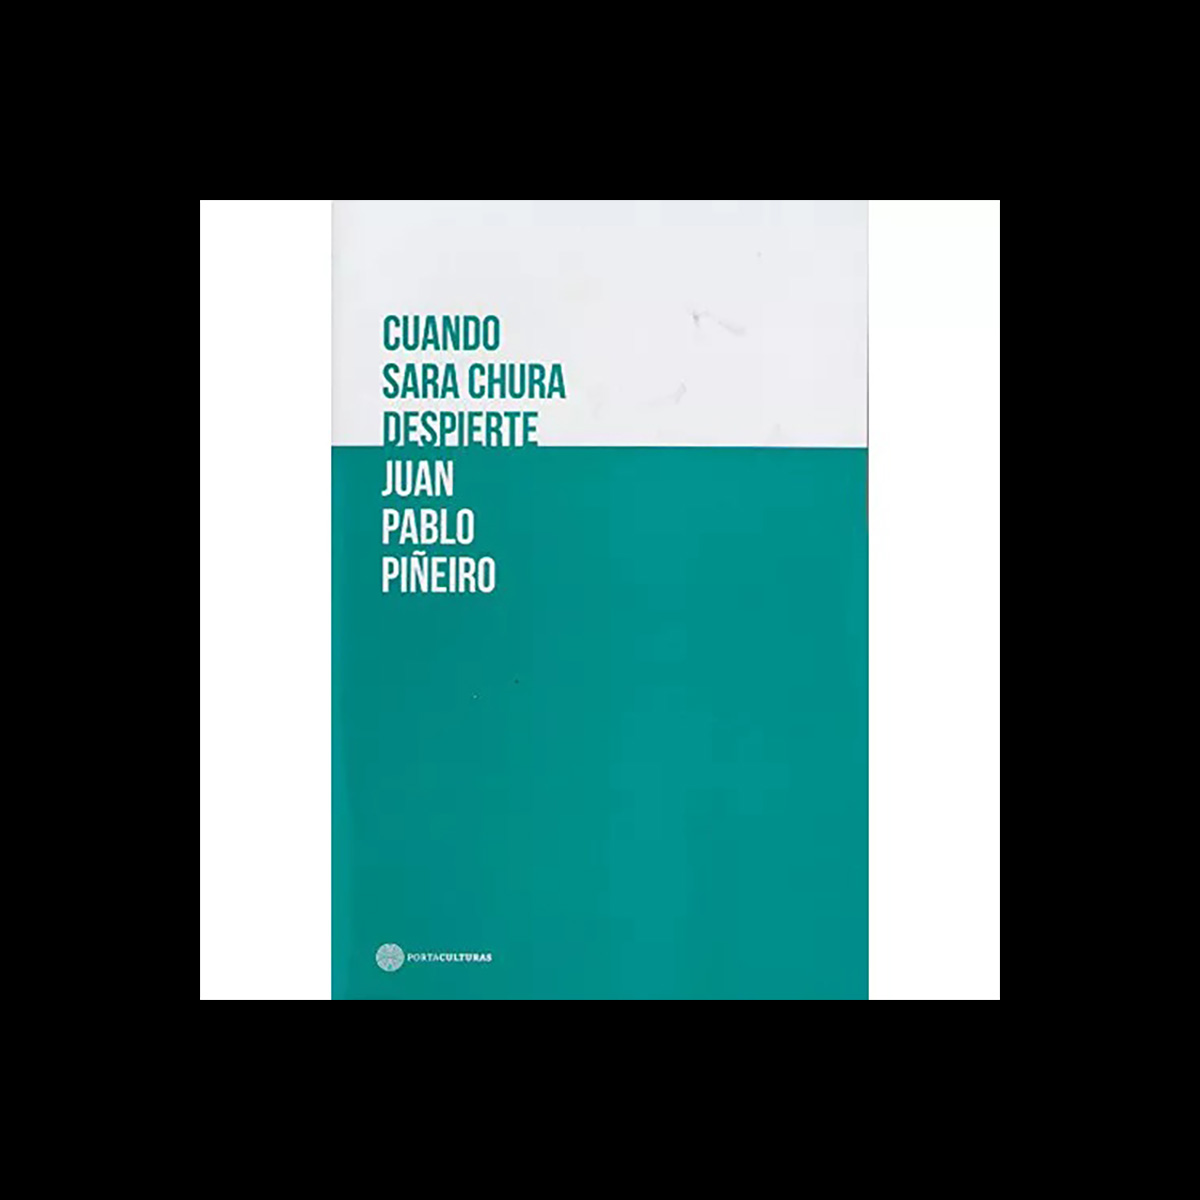 CUANDO
SARA CHURA
DESPIERTE
JUAN
PABLO
PIÑEIRO
PORTACULTURAS